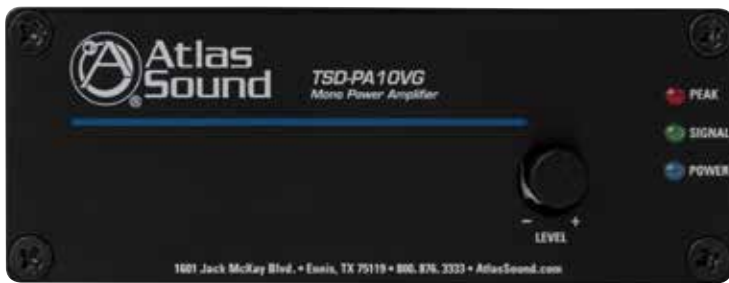 Atlas
Sound®
TSD-PA10VG
Mono Power Amplifier
PEAK
SIGNAL
POWER
– +
LEVEL
1601 Jack McKay Blvd. • Ennis, TX 75119 • 800. 876. 3333 • AtlasSound.com